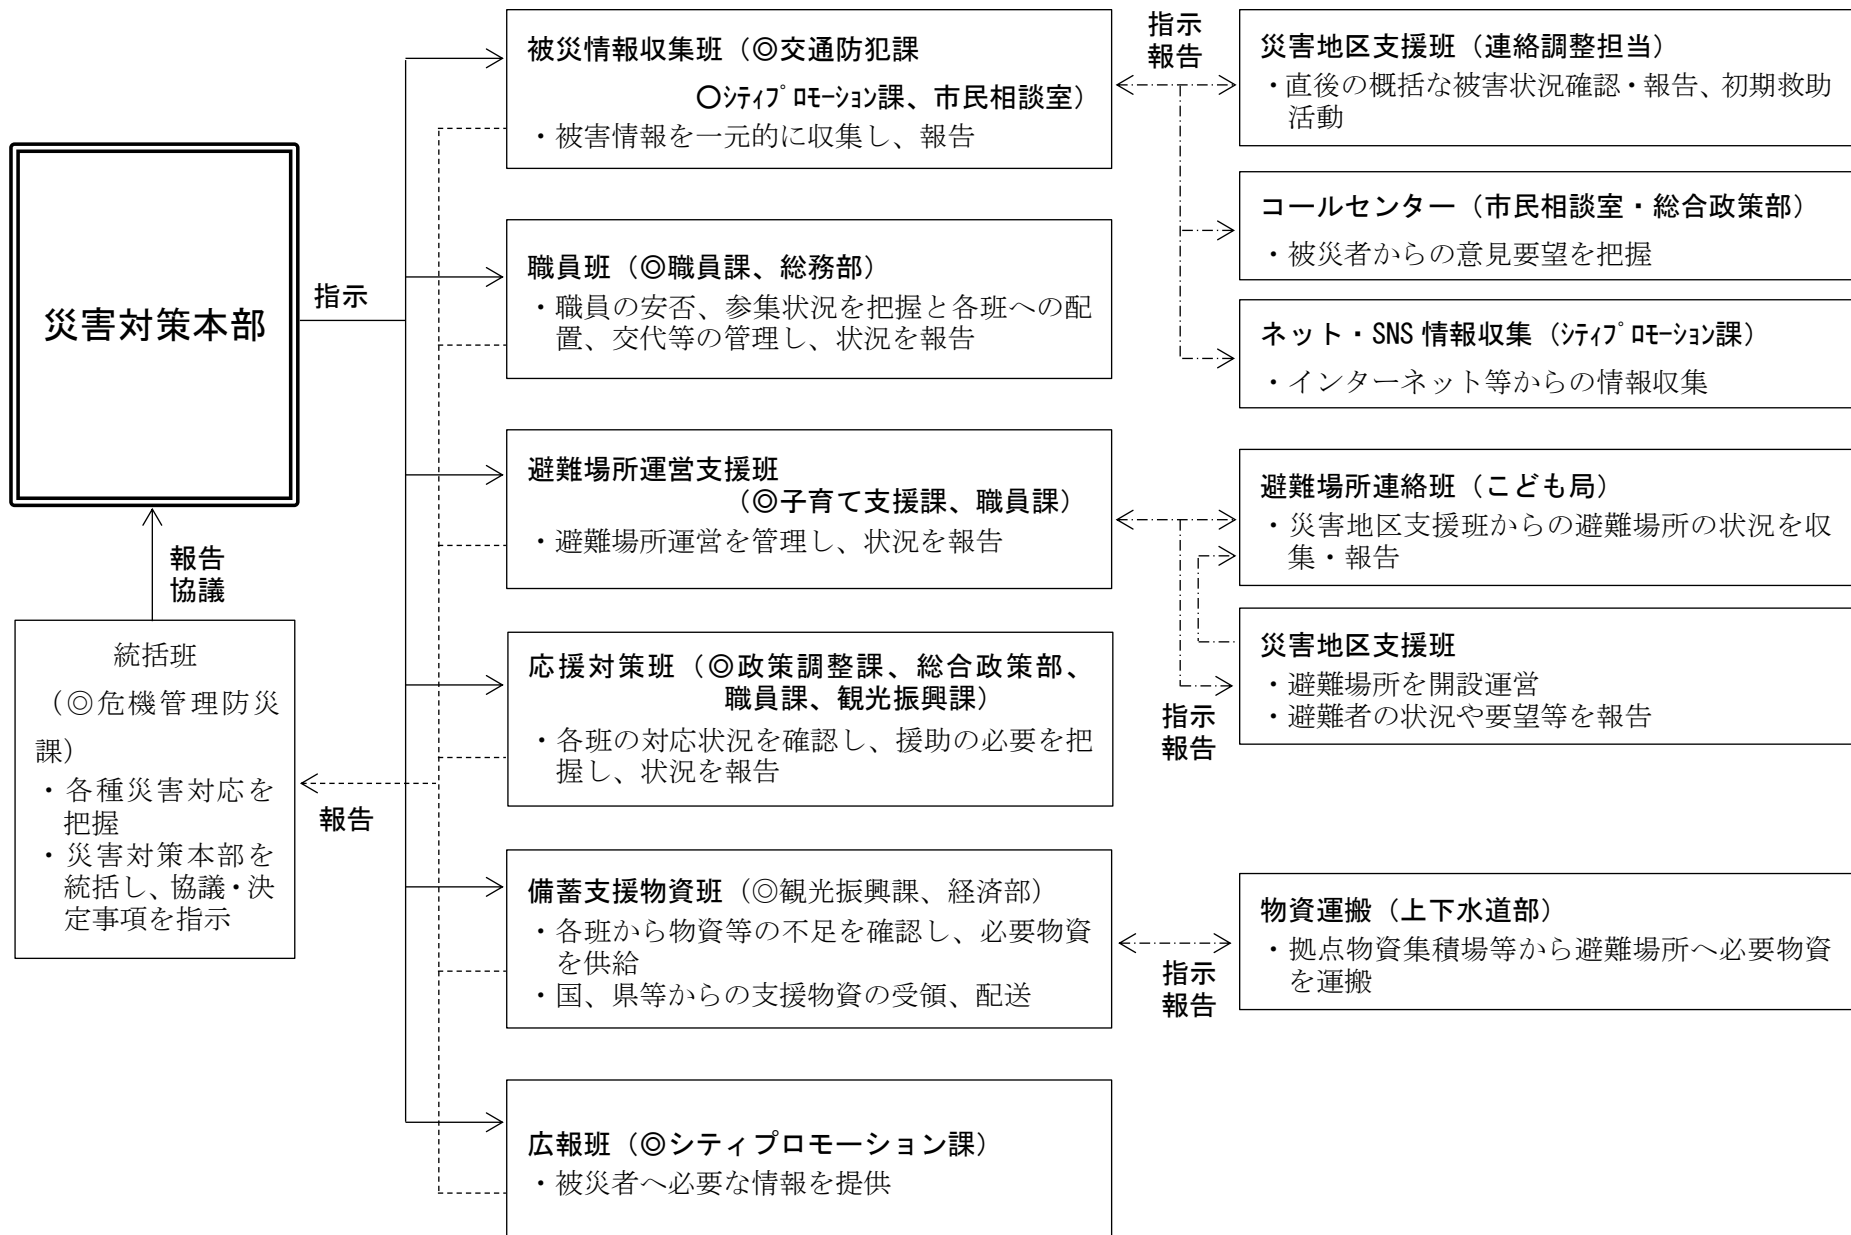 災害対策本部
指示
報告
協議
統括班
（◎危機管理防災
課）
・各種災害対応を
把握
・災害対策本部を
統括し、協議・決
定事項を指示
報告
被災情報収集班（◎交通防犯課
○ｼﾃｨﾌﾟﾛﾓｰｼｮﾝ課、市民相談室）
・被害情報を一元的に収集し、報告
職員班（◎職員課、総務部）
・職員の安否、参集状況を把握と各班への配
置、交代等の管理し、状況を報告
避難場所運営支援班
（◎子育て支援課、職員課）
・避難場所運営を管理し、状況を報告
応援対策班（◎政策調整課、総合政策部、
職員課、観光振興課）
・各班の対応状況を確認し、援助の必要を把
握し、状況を報告
備蓄支援物資班（◎観光振興課、経済部）
・各班から物資等の不足を確認し、必要物資
を供給
・国、県等からの支援物資の受領、配送
広報班（◎シティプロモーション課）
・被災者へ必要な情報を提供
指示
報告
災害地区支援班（連絡調整担当）
・直後の概括な被害状況確認・報告、初期救助
活動
コールセンター（市民相談室・総合政策部）
・被災者からの意見要望を把握
ネット・SNS情報収集（ｼﾃｨﾌﾟﾛﾓｰｼｮﾝ課）
・インターネット等からの情報収集
避難場所連絡班（こども局）
・災害地区支援班からの避難場所の状況を収
集・報告
指示
報告
災害地区支援班
・避難場所を開設運営
・避難者の状況や要望等を報告
指示
報告
物資運搬（上下水道部）
・拠点物資集積場等から避難場所へ必要物資
を運搬